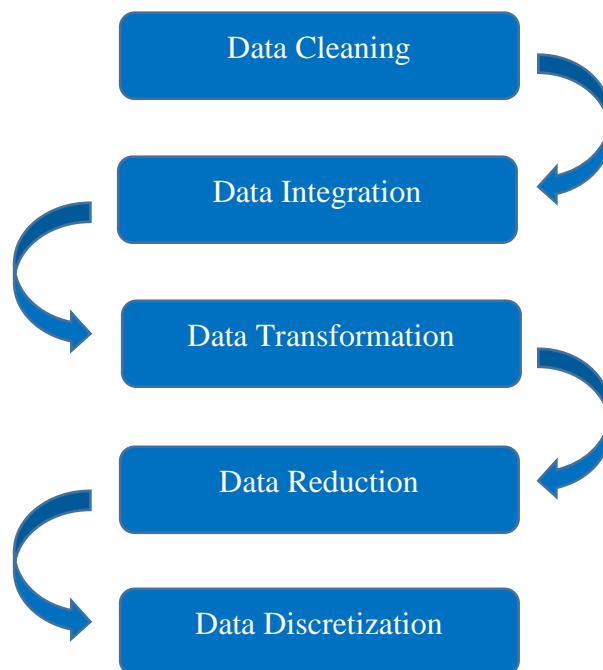 Data Cleaning
Data Integration
Data Transformation
Data Reduction
Data Discretization